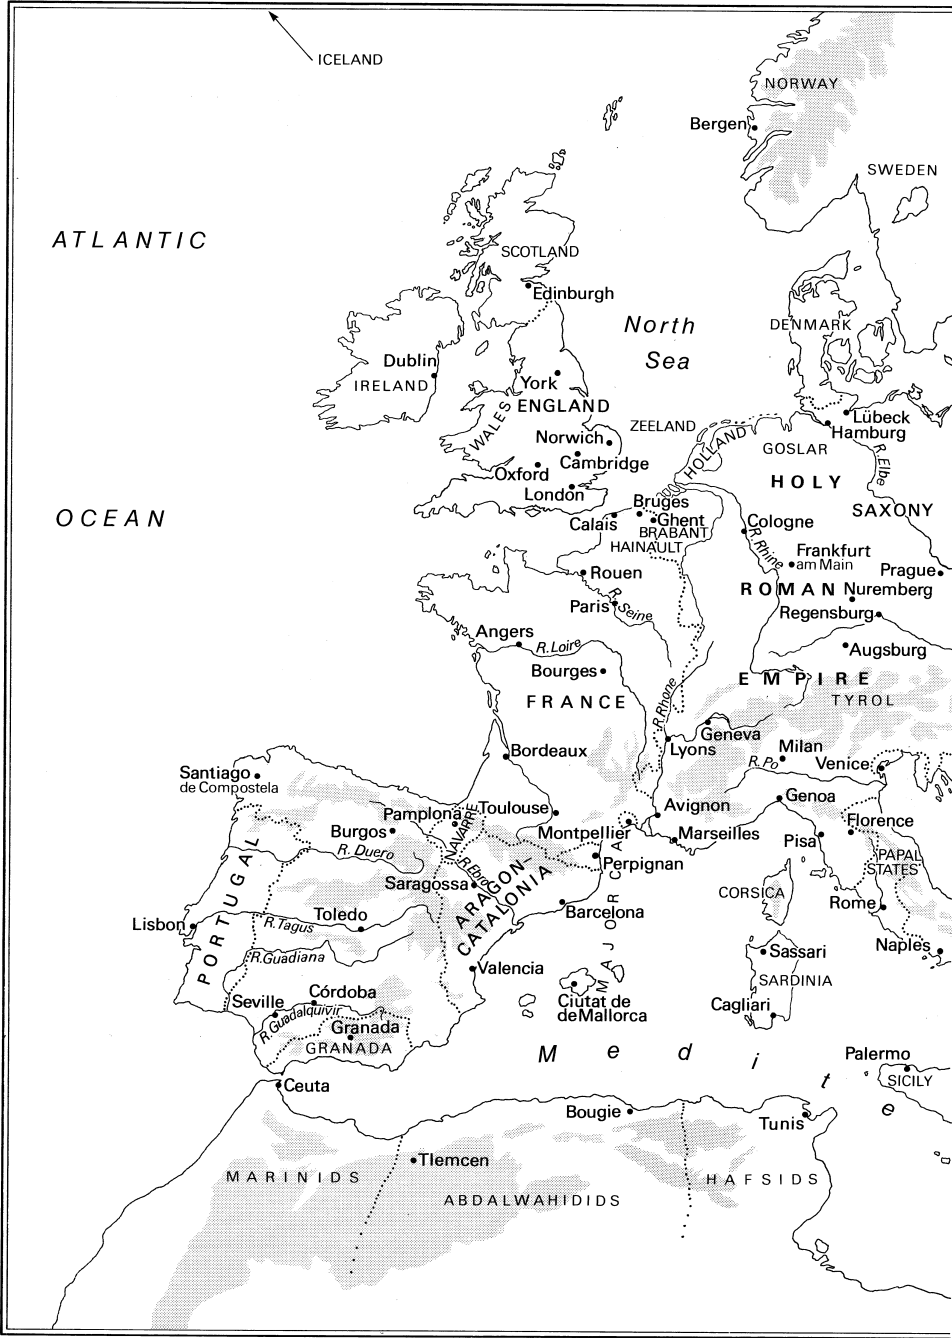 ICELAND
NORWAY
Bergen
SWEDEN
ATLANTIC
SCOTLAND
Edinburgh
North
Sea
DENMARK
Dublin
IRELAND
York
ENGLAND
WALES
ZEELAND
HOLLAND
Lübeck
Hamburg
Norwich
GOSLAR
R.Elbe
Oxford
Cambridge
HOLY
London
OCEAN
Bruges
SAXONY
Calais
Ghent
BRABANT
Cologne
HAINAULT
R.Rhine
Frankfurt
am Main
Rouen
Prague
ROMAN
Nuremberg
Paris
R.Seine
Regensburg
Angers
R.Loire
Augsburg
Bourges
EMPIRE
FRANCE
R.Rhone
TYROL
Geneva
Lyons
Bordeaux
Milan
R.Po
Venice
Santiago
de Compostela
Genoa
Pamplona
NAVARRE
Toulouse
Avignon
Florence
Burgos
Montpellier
Marseilles
Pisa
R. Duero
Perpignan
PAPAL
STATES
R.Ebro
Saragossa
ARAGON–
CATALONIA
CORSICA
PORTUGAL
Toledo
Barcelona
Rome
Lisbon
R.Tagus
MAJORCA
Naples
R.Guadiana
Valencia
Sassari
SARDINIA
Seville
Córdoba
Ciutat de
deMallorca
Cagliari
R.Guadalquivir
Granada
GRANADA
Medite
Palermo
SICILY
Ceuta
Bougie
Tunis
Tlemcen
MARINIDS
ABDALWAHIDIDS
HAFSIDS